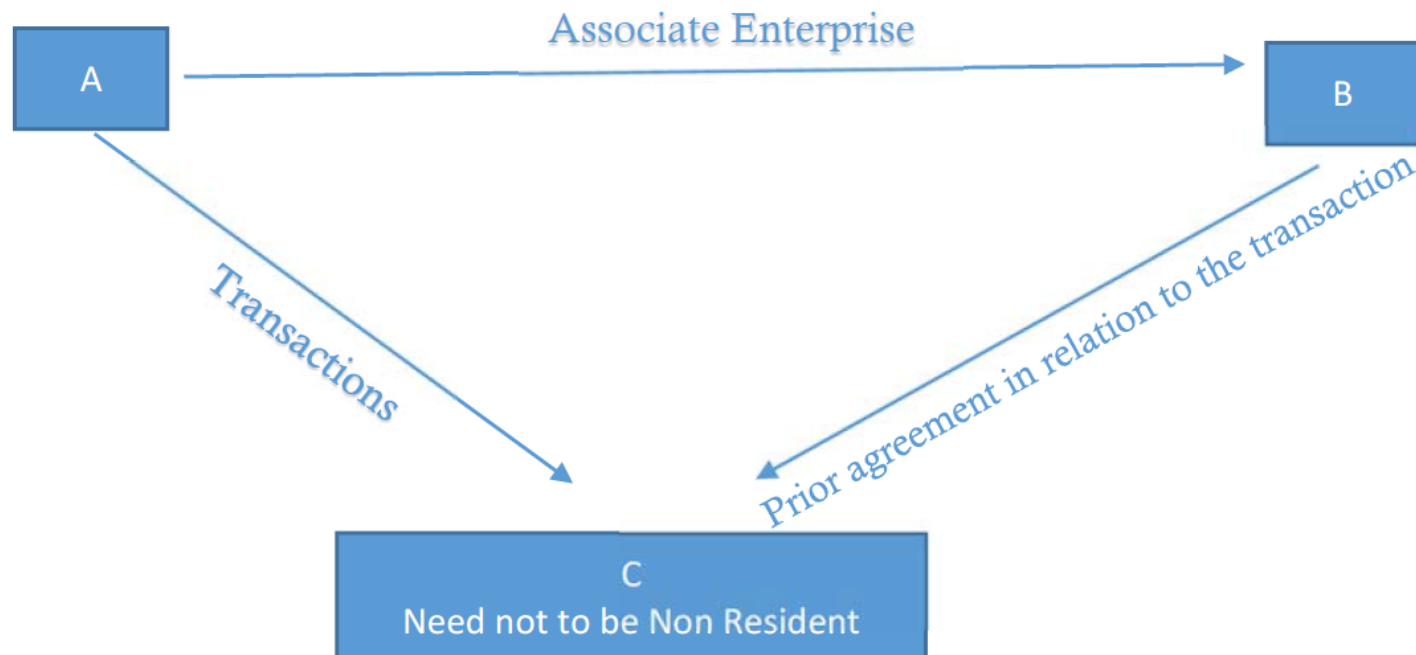 Associate Enterprise
A
B
Transactions
Prior agreement in relation to the transaction
C
Need not to be Non Resident